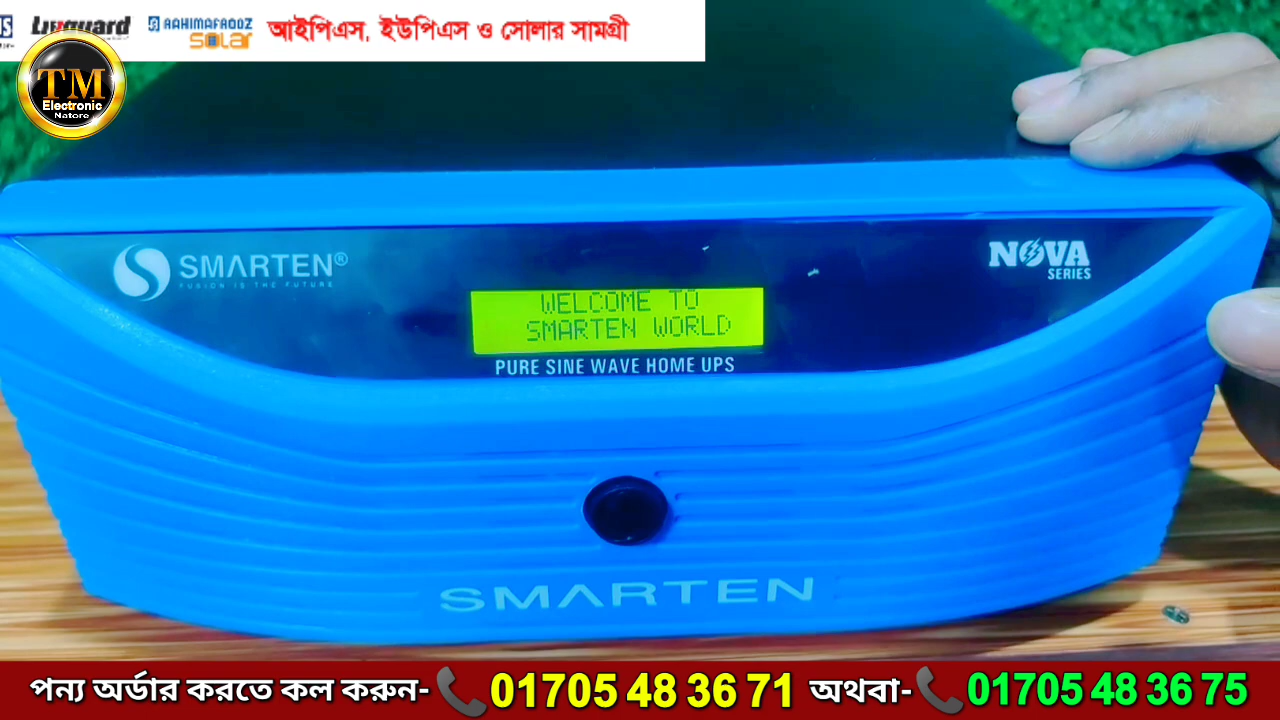 Livguard RAHIMAFROOZ আইপিএস, ইউপিএস ও সোলার সামগ্রী
solar
TM
Electronic
Natore
SMARTEN®
FUSION IS THE FUTURE
NOVA
SERIES
WELCOME TO
SMARTEN WORLD
PURE SINE WAVE HOME UPS
SMARTEN
পন্য অর্ডার করতে কল করুন- 01705 48 36 71 অথবা- 01705 48 36 75